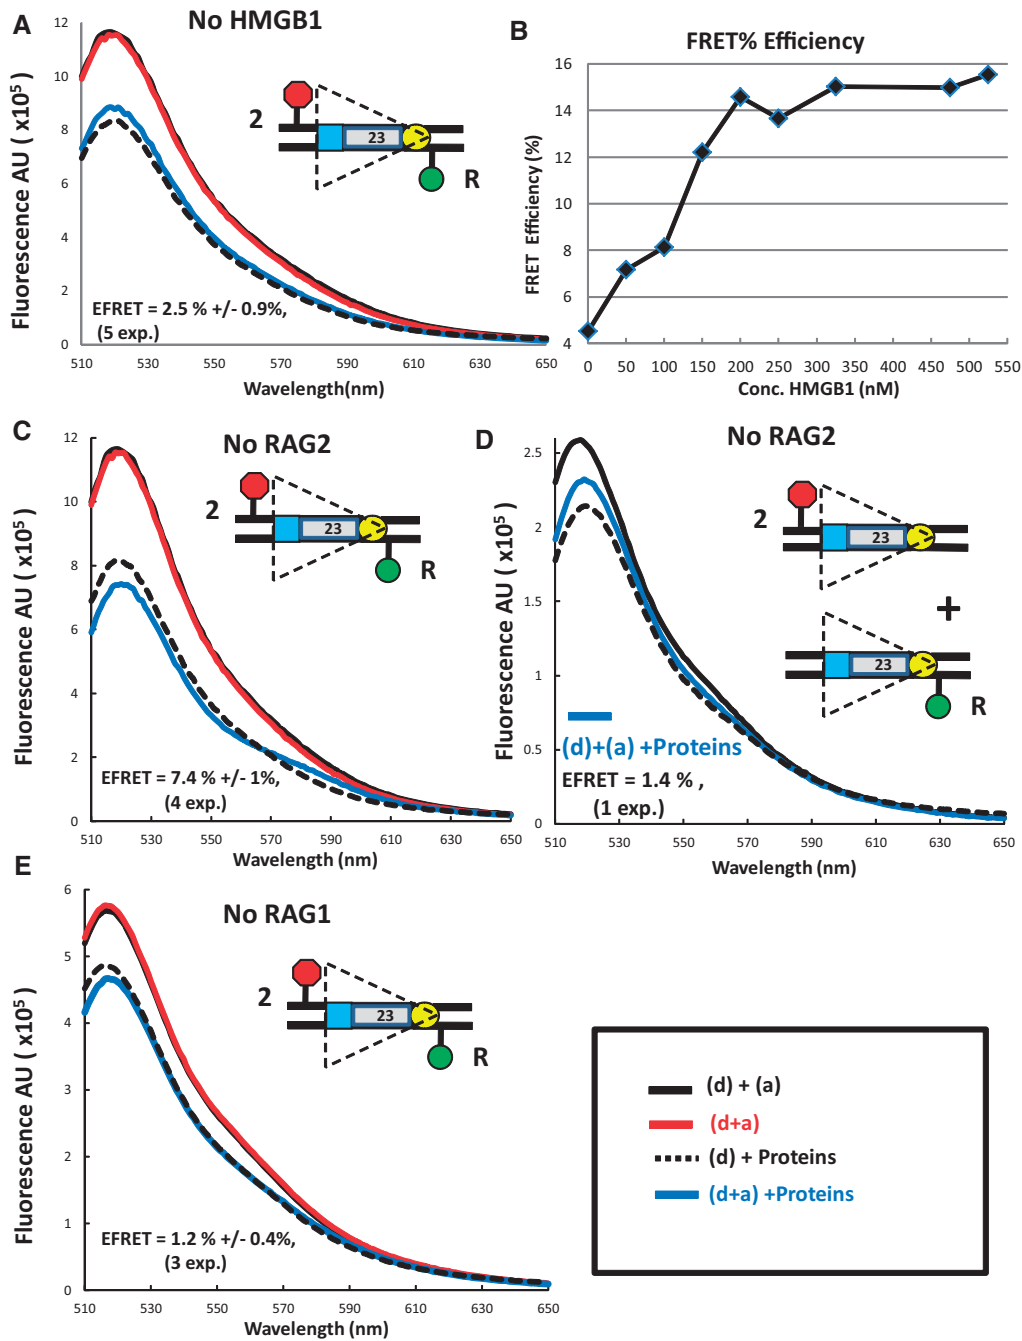 A
No HMGB1
Fluorescence AU ( x10⁵)
12
10
8
6
4
2
0
2
23
R
EFRET = 2.5 % +/- 0.9%,
(5 exp.)
510 530 550 570 590 610 630 650
Wavelength(nm)
B
FRET% Efficiency
FRET Efficiency (%)
16
14
12
10
8
6
4
0 50 100 150 200 250 300 350 400 450 500 550
Conc. HMGB1 (nM)
C
No RAG2
Fluorescence AU ( x10⁵)
12
10
8
6
4
2
0
2
23
R
EFRET = 7.4 % +/- 1%,
(4 exp.)
510 530 550 570 590 610 630 650
Wavelength (nm)
D
No RAG2
Fluorescence AU ( x10⁵)
2.5
2
1.5
1
0.5
0
2
23
+
23
R
(d)+(a) +Proteins
EFRET = 1.4 % ,
(1 exp.)
510 530 550 570 590 610 630 650
Wavelength (nm)
E
No RAG1
Fluorescence AU ( x10⁵)
6
5
4
3
2
1
0
2
23
R
EFRET = 1.2 % +/- 0.4%,
(3 exp.)
510 530 550 570 590 610 630 650
Wavelength (nm)
(d) + (a)
(d+a)
(d) + Proteins
(d+a) +Proteins